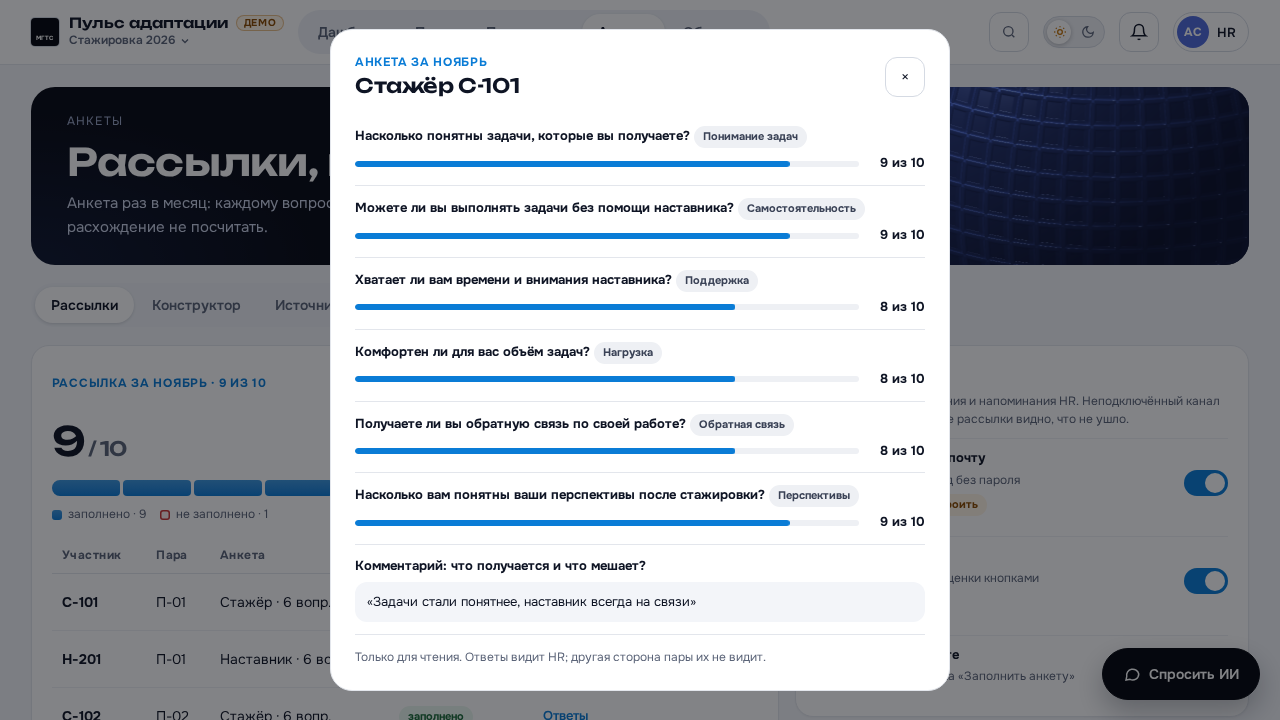 МГТС
Пульс адаптации ДЕМО
Стажировка 2026
АС HR
АНКЕТЫ
Рассылки,
Анкета раз в месяц: каждому
расхождение не посчитать.
Рассылки Конструктор
РАССЫЛКА ЗА НОЯБРЬ · 9 ИЗ 10
9 / 10
заполнено · 9 не заполнено · 1
Участник Пара Анкета
С-101 П-01 Стажёр · 6 вопр.
Н-201 П-01 Наставник · 6
С-102 П-02 Стажёр · 6 вопр. заполнено Ответы
АНКЕТА ЗА НОЯБРЬ
Стажёр С-101
×
Насколько понятны задачи, которые вы получаете? Понимание задач
9 из 10
Можете ли вы выполнять задачи без помощи наставника? Самостоятельность
9 из 10
Хватает ли вам времени и внимания наставника? Поддержка
8 из 10
Комфортен ли для вас объём задач? Нагрузка
8 из 10
Получаете ли вы обратную связь по своей работе? Обратная связь
8 из 10
Насколько вам понятны ваши перспективы после стажировки? Перспективы
9 из 10
Комментарий: что получается и что мешает?
«Задачи стали понятнее, наставник всегда на связи»
Только для чтения. Ответы видит HR; другая сторона пары их не видит.
и напоминания HR. Неподключённый канал
рассылки видно, что не ушло.
почту
без пароля
кнопками
«Заполнить анкету»
Спросить ИИ